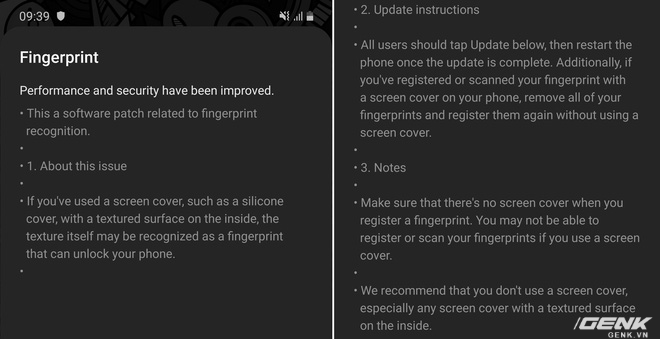 09:39
Fingerprint
Performance and security have been improved.
• This a software patch related to fingerprint
recognition.
•
• 1. About this issue
•
• If you've used a screen cover, such as a silicone
cover, with a textured surface on the inside, the
texture itself may be recognized as a fingerprint
that can unlock your phone.
•
• 2. Update instructions
•
• All users should tap Update below, then restart the
phone once the update is complete. Additionally, if
you've registered or scanned your fingerprint with
a screen cover on your phone, remove all of your
fingerprints and register them again without using a
screen cover.
•
• 3. Notes
•
• Make sure that there's no screen cover when you
register a fingerprint. You may not be able to
register or scan your fingerprints if you use a screen
cover.
•
• We recommend that you don't use a screen cover,
especially any screen cover with a textured surface
on the inside.
GENK
GENK.VN